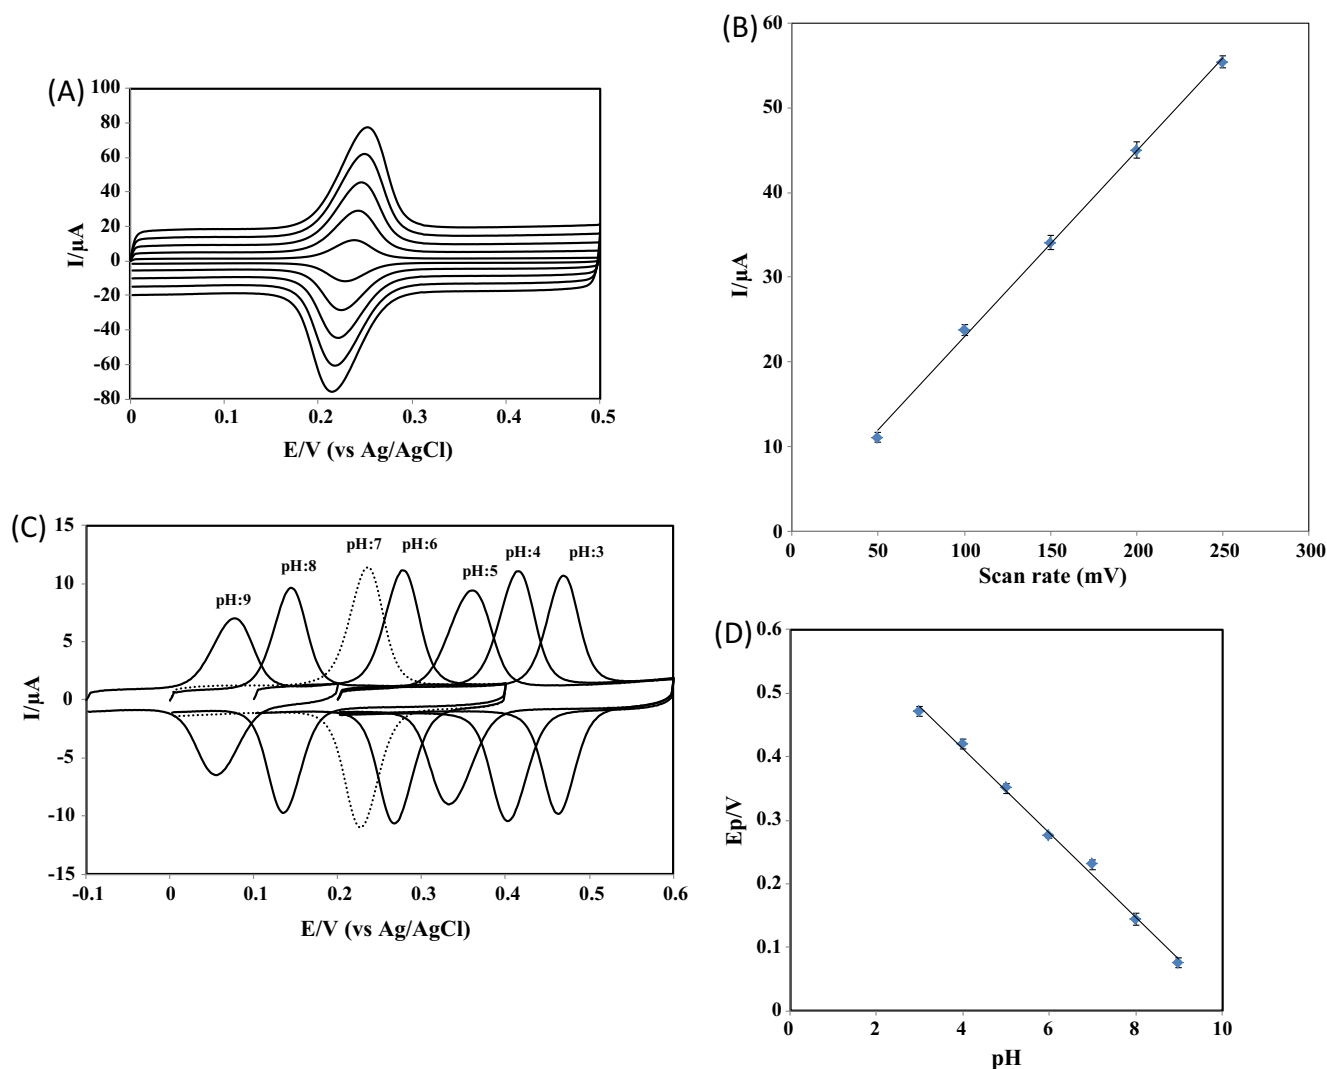 (A)
100
80
60
40
20
0
-20
-40
-60
-80
I/µA
0 0.1 0.2 0.3 0.4 0.5
E/V (vs Ag/AgCl)
(B)
60
50
40
30
20
10
0
I/µA
0 50 100 150 200 250 300
Scan rate (mV)
(C)
15
10
5
0
-5
-10
-15
I/µA
pH:9
pH:8
pH:7
pH:6
pH:5
pH:4
pH:3
-0.1 0 0.1 0.2 0.3 0.4 0.5 0.6
E/V (vs Ag/AgCl)
(D)
0.6
0.5
0.4
0.3
0.2
0.1
0
Ep/V
0 2 4 6 8 10
pH